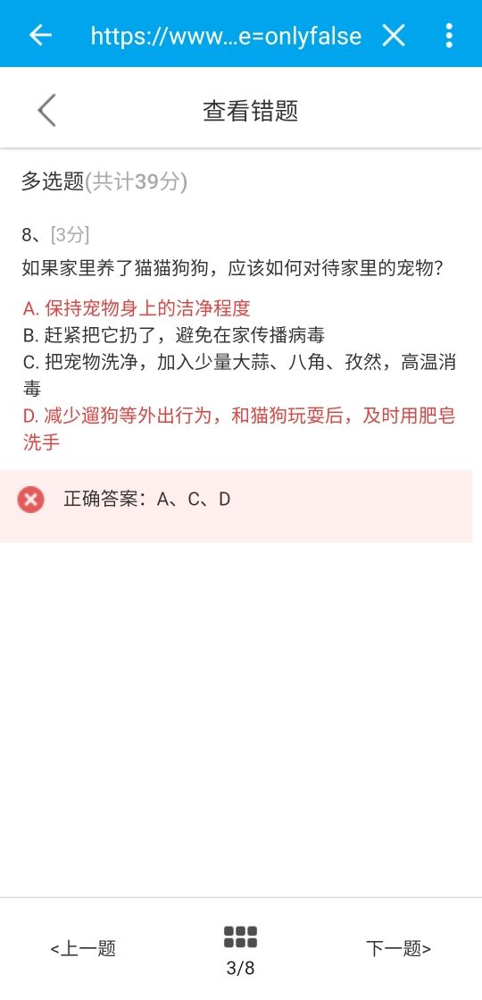 https://www...e=onlyfalse
查看错题
多选题(共计39分)
8、[3分]
如果家里养了猫猫狗狗，应该如何对待家里的宠物?
A. 保持宠物身上的洁净程度
B. 赶紧把它扔了，避免在家传播病毒
C. 把宠物洗净，加入少量大蒜、八角、孜然，高温消
毒
D. 减少遛狗等外出行为，和猫狗玩耍后，及时用肥皂
洗手
正确答案：A、C、D
<上一题
3/8
下一题>